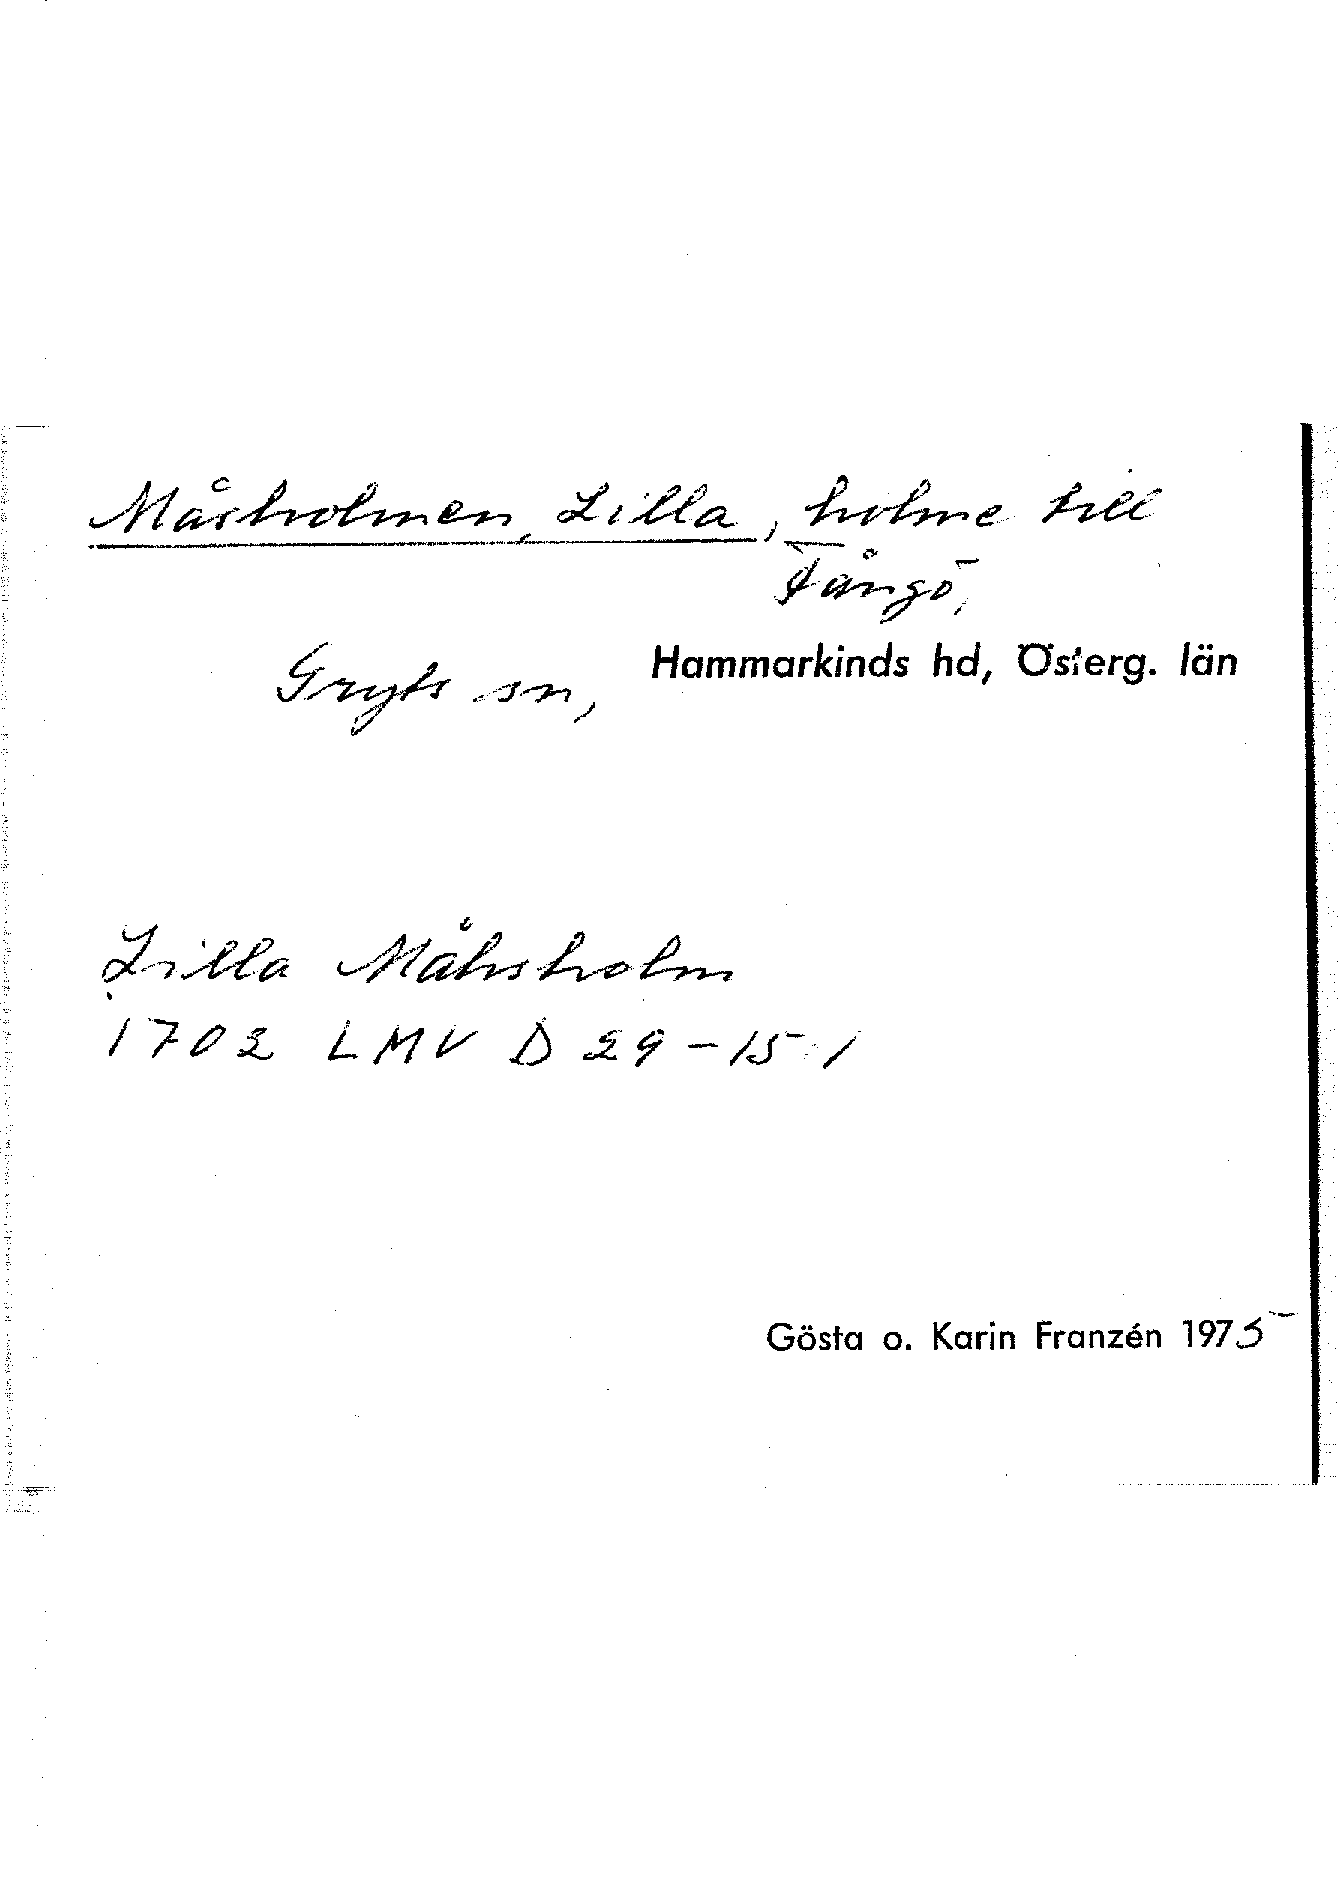 Måsholmen, Lilla, holme till
Fångö,
Gryts sn, Hammarkinds hd, Österg. län
Lilla Måhsholm
1702 LMV D 29-15:1
Gösta o. Karin Franzén 1975